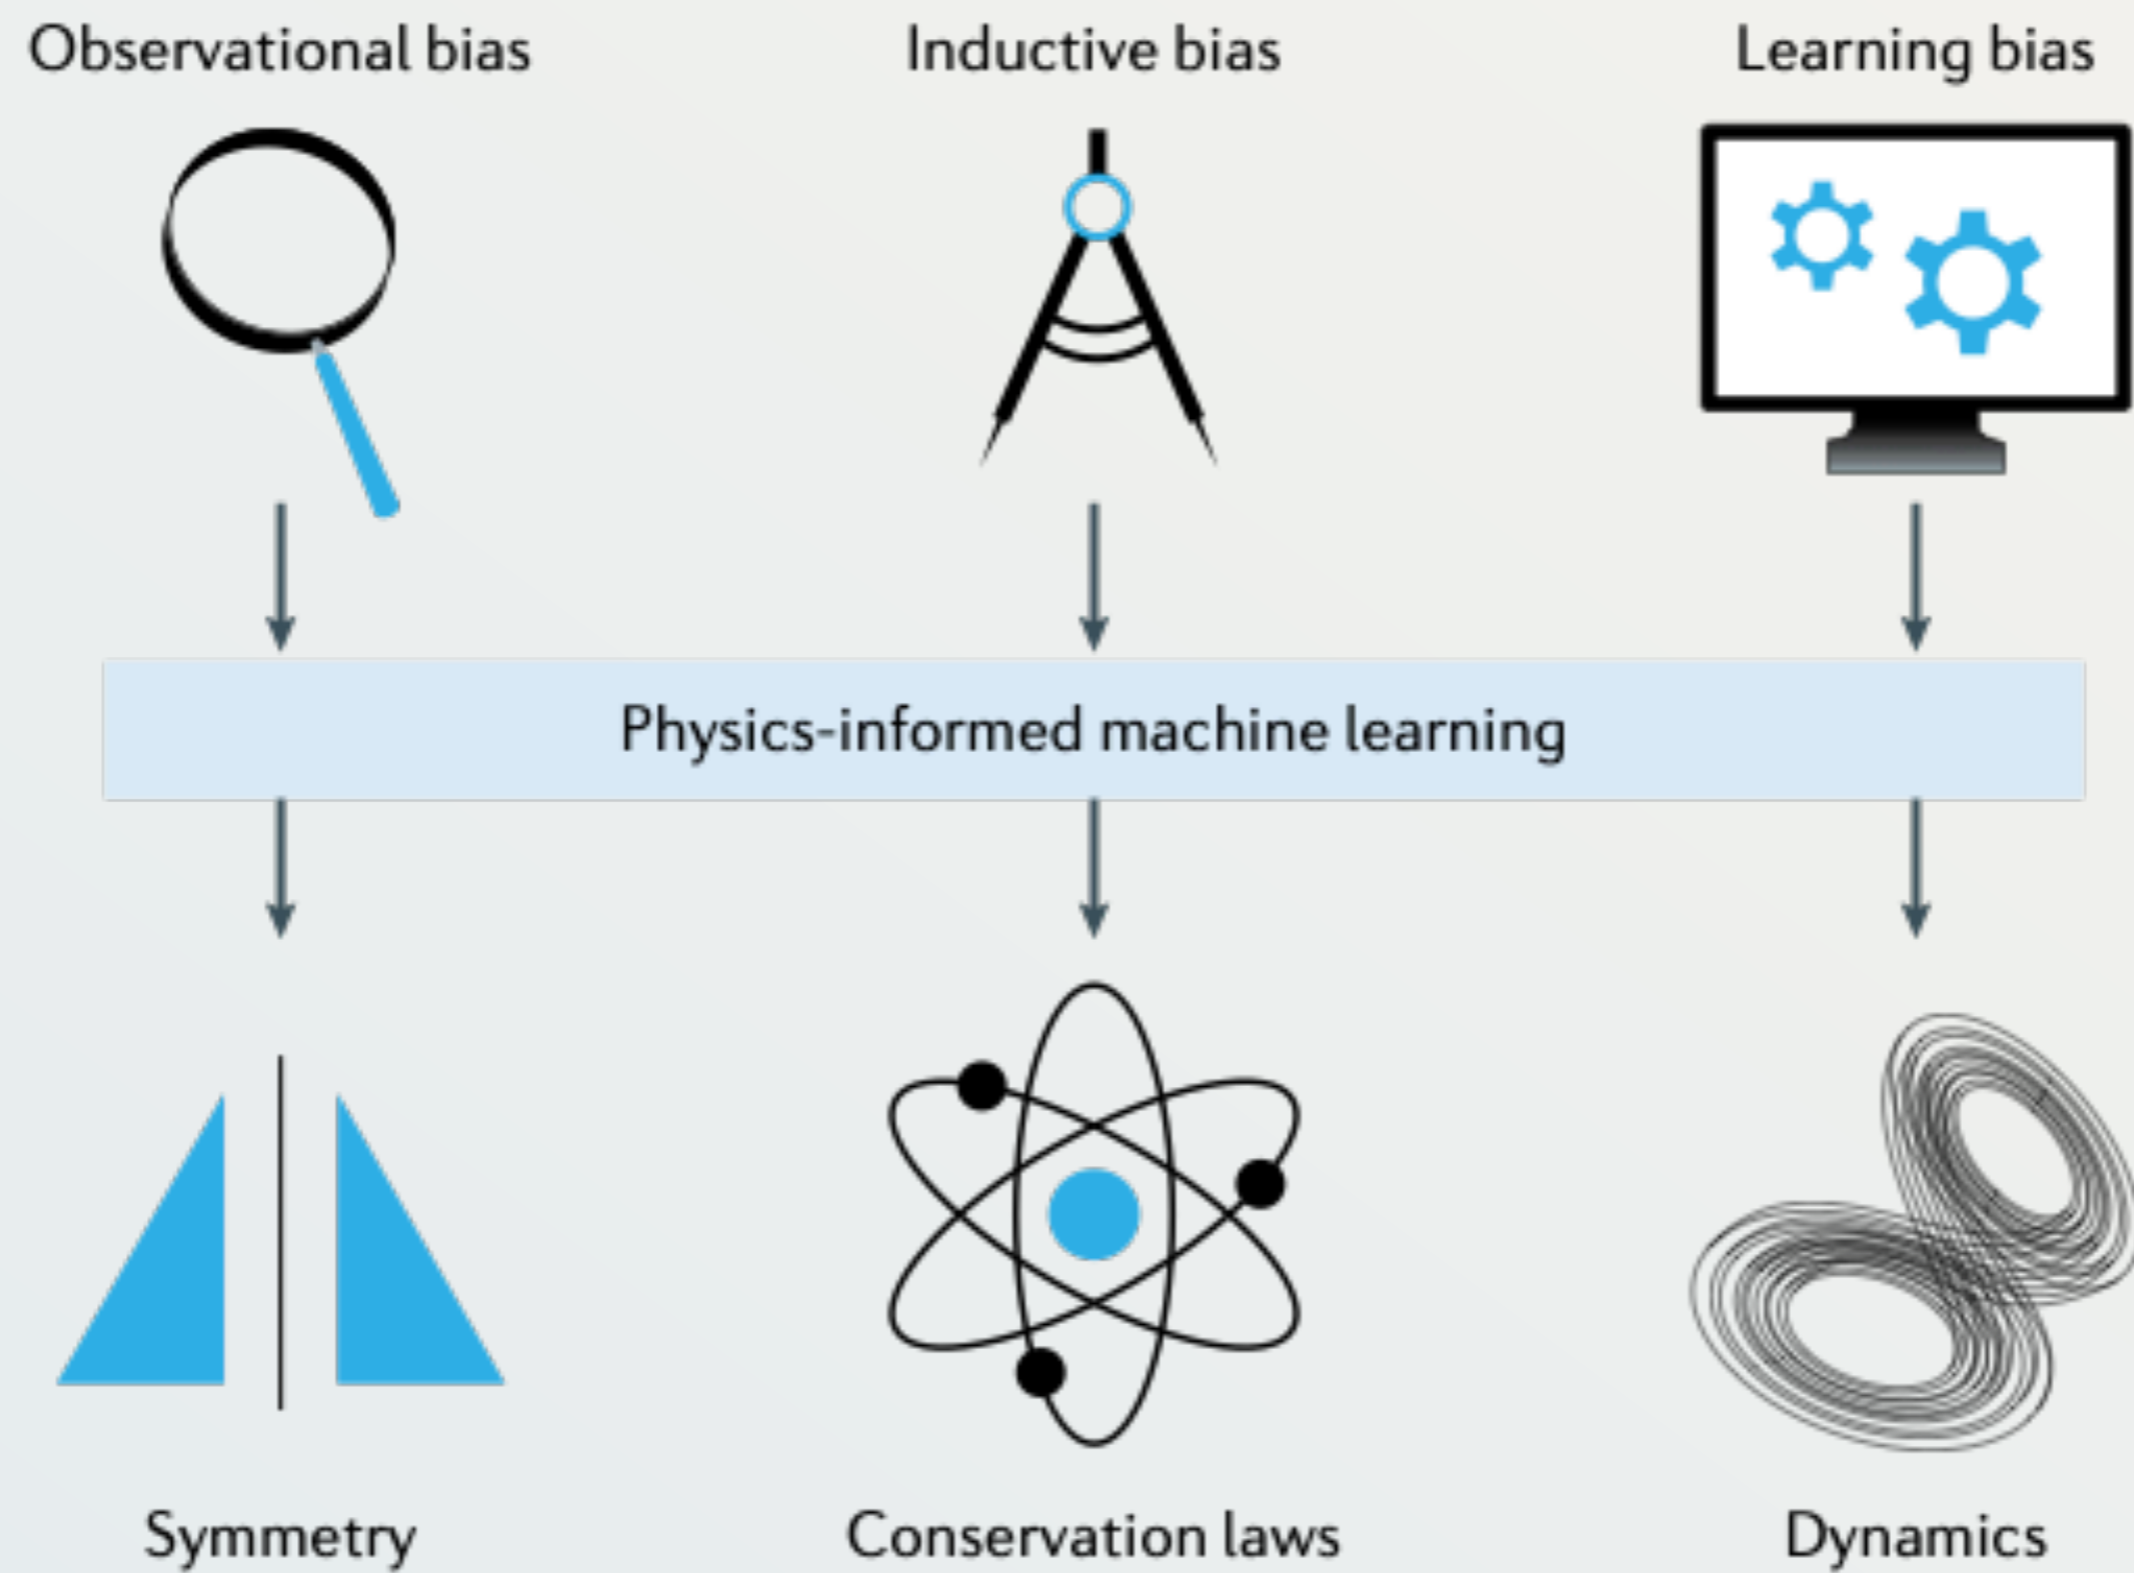 Observational bias
Inductive bias
Learning bias
Physics-informed machine learning
Symmetry
Conservation laws
Dynamics